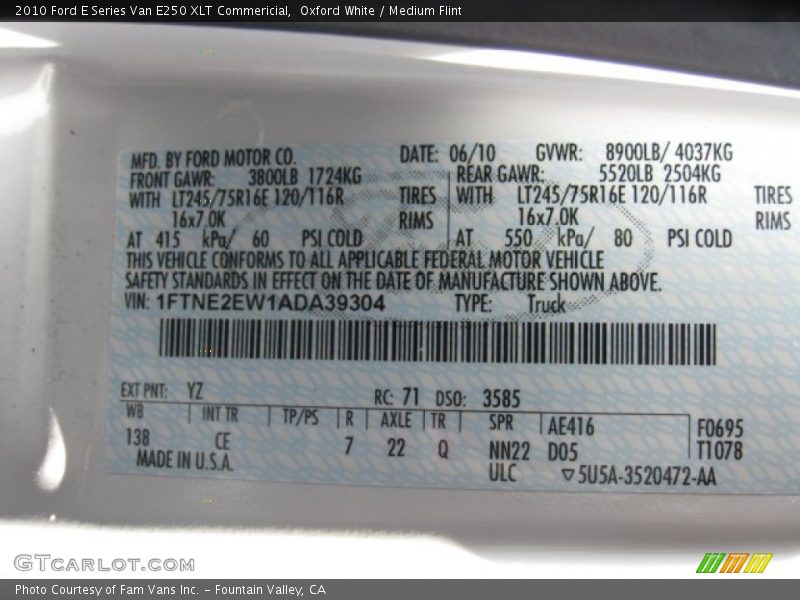 2010 Ford E Series Van E250 XLT Commericial,  Oxford White / Medium Flint
MFD. BY FORD MOTOR CO. DATE: 06/10 GVWR: 8900LB/ 4037KG
FRONT GAWR: 3800LB 1724KG REAR GAWR: 5520LB 2504KG
WITH LT245/75R16E 120/116R TIRES WITH LT245/75R16E 120/116R TIRES
16x7.0K RIMS 16x7.0K RIMS
AT 415 kPa/ 60 PSI COLD AT 550 kPa/ 80 PSI COLD
THIS VEHICLE CONFORMS TO ALL APPLICABLE FEDERAL MOTOR VEHICLE
SAFETY STANDARDS IN EFFECT ON THE DATE OF MANUFACTURE SHOWN ABOVE.
VIN: 1FTNE2EW1ADA39304 TYPE: Truck
EXT PNT: YZ RC: 71 DSO: 3585
WB INT TR TP/PS R AXLE TR SPR AE416 F0695
138 CE 7 22 Q NN22 D05 T1078
MADE IN U.S.A. ULC ▽5U5A-3520472-AA
GTCARLOT.COM
Photo Courtesy of Fam Vans Inc. - Fountain Valley, CA